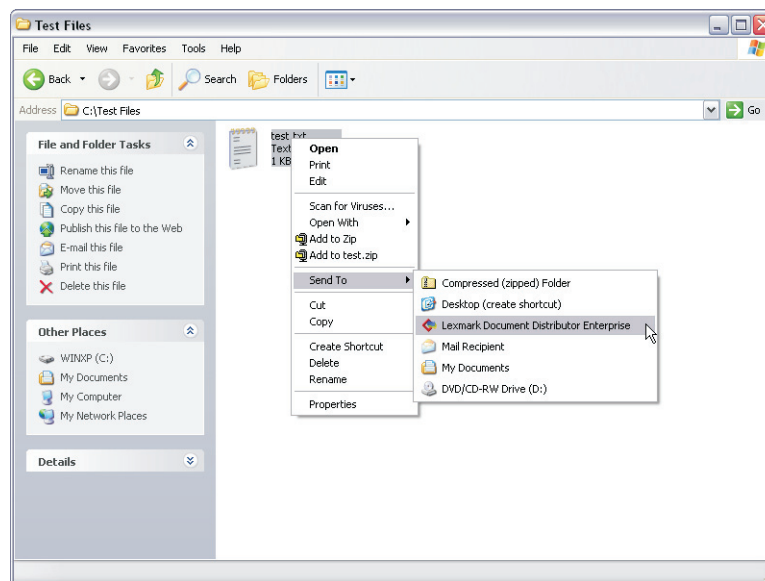 Test Files
File Edit View Favorites Tools Help
Back Search Folders
Address C:\Test Files Go
File and Folder Tasks
Rename this file
Move this file
Copy this file
Publish this file to the Web
E-mail this file
Print this file
Delete this file
Other Places
WINXP (C:)
My Documents
My Computer
My Network Places
Details
test.txt
Text
1 KB
Open
Print
Edit
Scan for Viruses...
Open With
Add to Zip
Add to test.zip
Send To
Cut
Copy
Create Shortcut
Delete
Rename
Properties
Compressed (zipped) Folder
Desktop (create shortcut)
Lexmark Document Distributor Enterprise
Mail Recipient
My Documents
DVD/CD-RW Drive (D:)